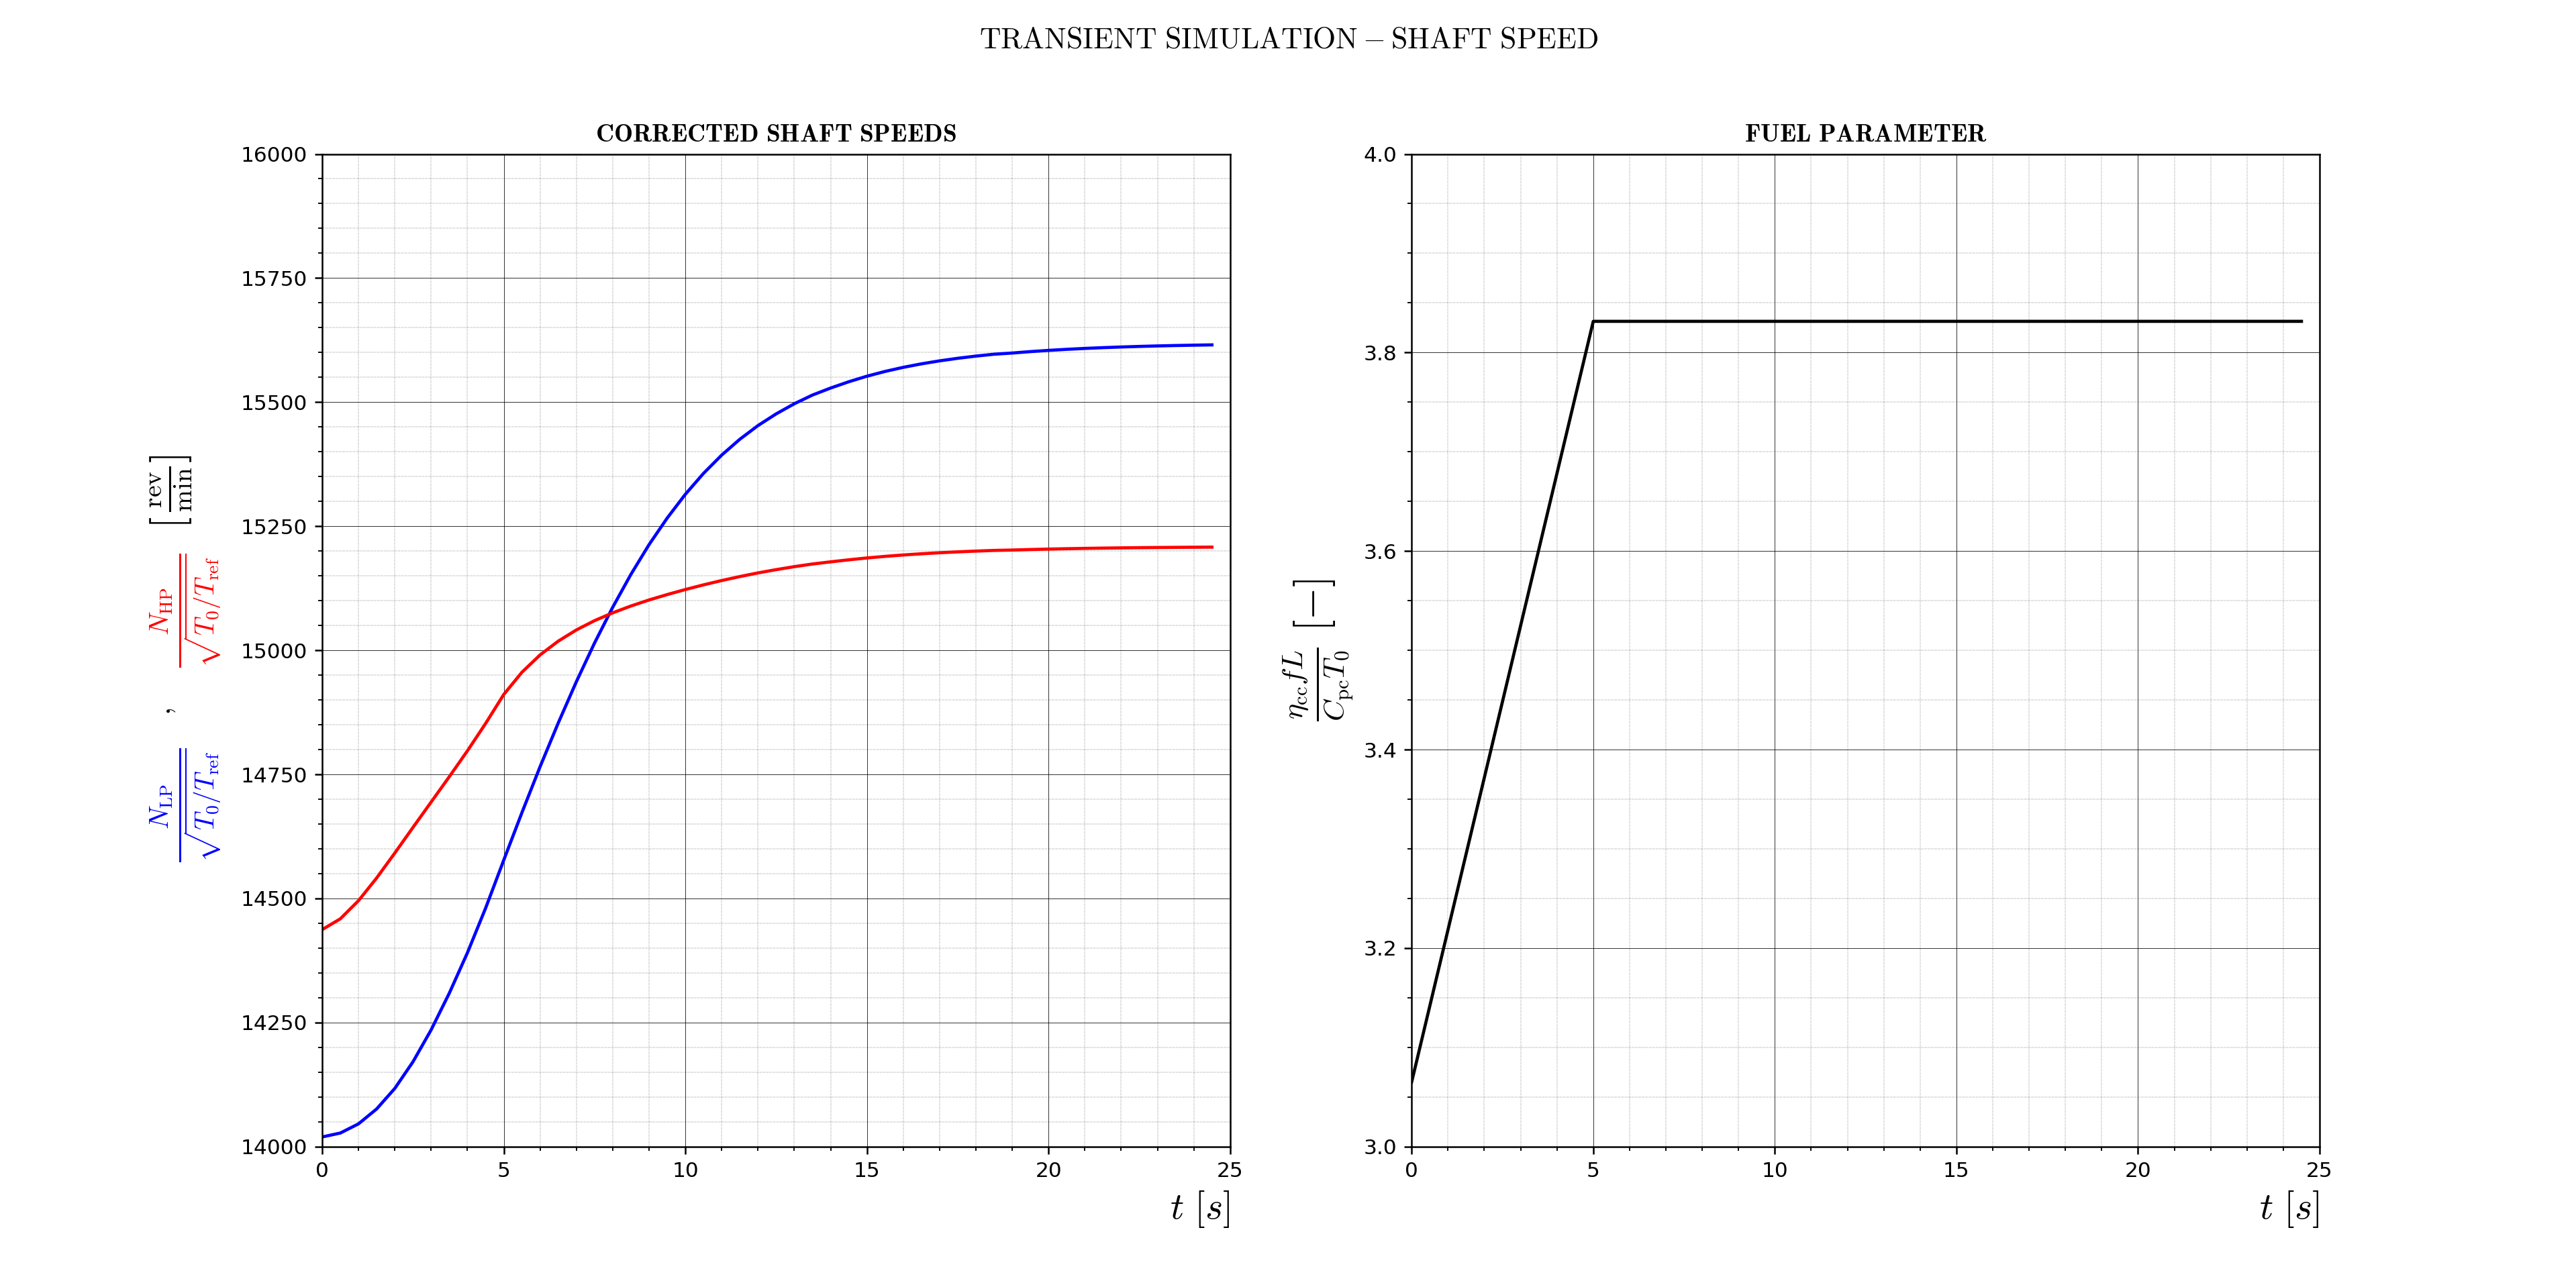 TRANSIENT SIMULATION – SHAFT SPEED
CORRECTED SHAFT SPEEDS
16000
15750
15500
15250
15000
14750
14500
14250
14000
0 5 10 15 20 25
t [s]
N_LP / √(T_0/T_ref) , N_HP / √(T_0/T_ref) [rev/min]
FUEL PARAMETER
4.0
3.8
3.6
3.4
3.2
3.0
0 5 10 15 20 25
t [s]
η_cc f L / C_pc T_0 [—]